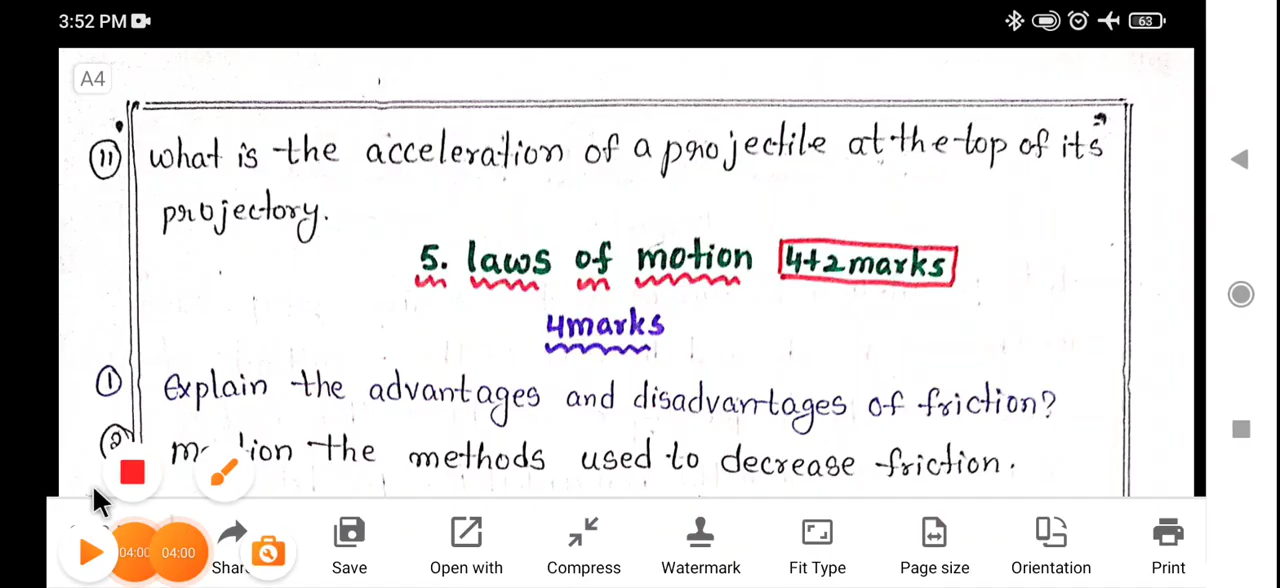 3:52 PM
63
A4
11 what is the acceleration of a projectile at the top of its
projectory.
5. laws of motion 4+2marks
4marks
1 Explain the advantages and disadvantages of friction?
2 the methods used to decrease friction.
04:00 04:00
Shar Save Open with Compress Watermark Fit Type Page size Orientation Print